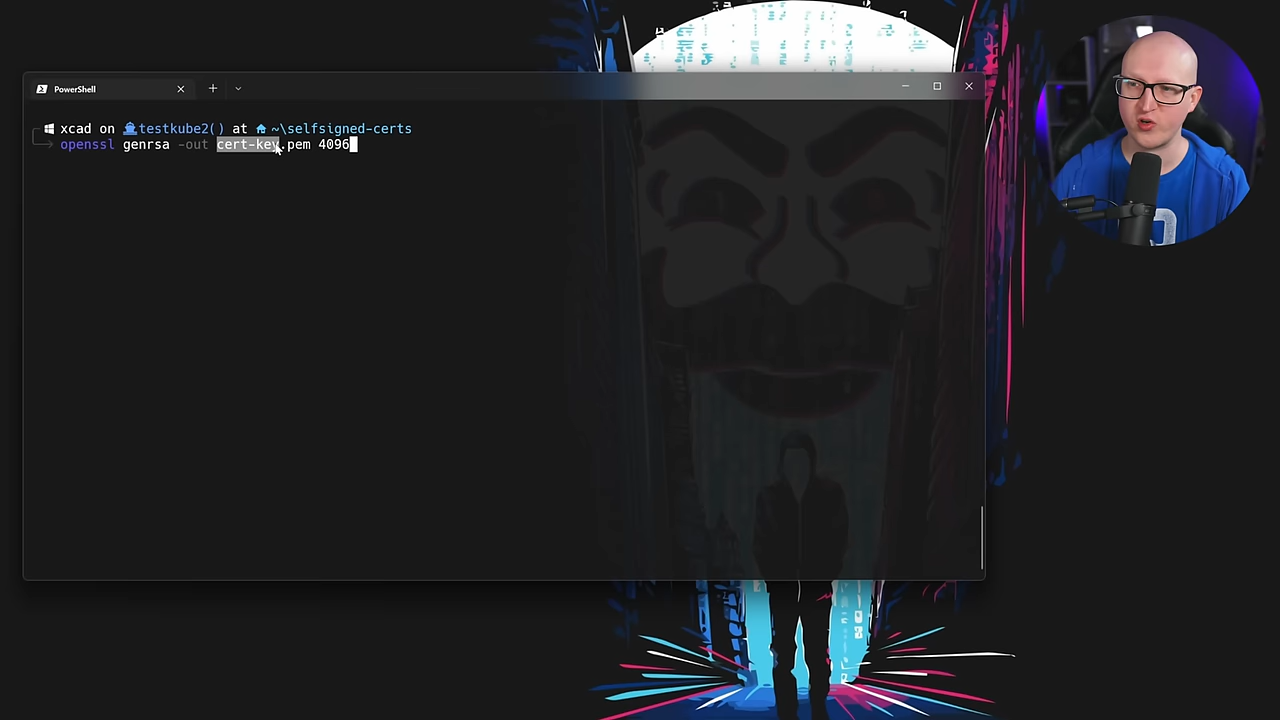 PowerShell
xcad on testkube2() at ~\selfsigned-certs
openssl genrsa -out cert-key.pem 4096